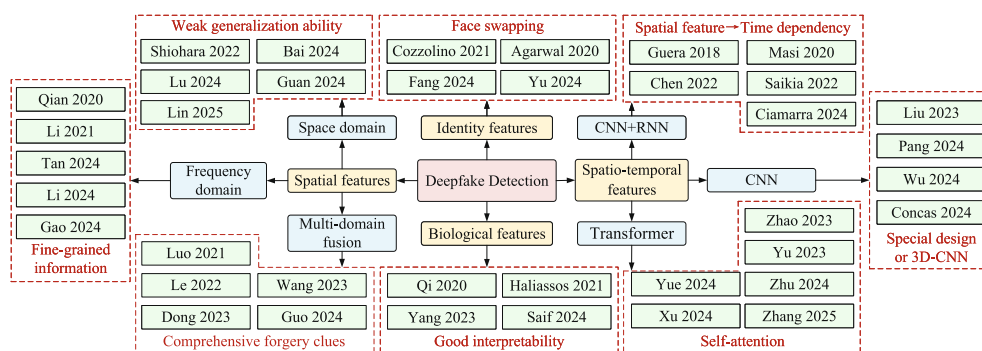 Weak generalization ability
Shiohara 2022
Bai 2024
Lu 2024
Guan 2024
Lin 2025
Face swapping
Cozzolino 2021
Agarwal 2020
Fang 2024
Yu 2024
Spatial feature→Time dependency
Guera 2018
Masi 2020
Chen 2022
Saikia 2022
Ciamarra 2024
Qian 2020
Li 2021
Tan 2024
Li 2024
Gao 2024
Fine-grained
information
Space domain
Identity features
CNN+RNN
Frequency
domain
Spatial features
Deepfake Detection
Spatio-temporal
features
CNN
Multi-domain
fusion
Biological features
Transformer
Liu 2023
Pang 2024
Wu 2024
Concas 2024
Special design
or 3D-CNN
Luo 2021
Le 2022
Wang 2023
Dong 2023
Guo 2024
Comprehensive forgery clues
Qi 2020
Haliassos 2021
Yang 2023
Saif 2024
Good interpretability
Zhao 2023
Yu 2023
Yue 2024
Zhu 2024
Xu 2024
Zhang 2025
Self-attention